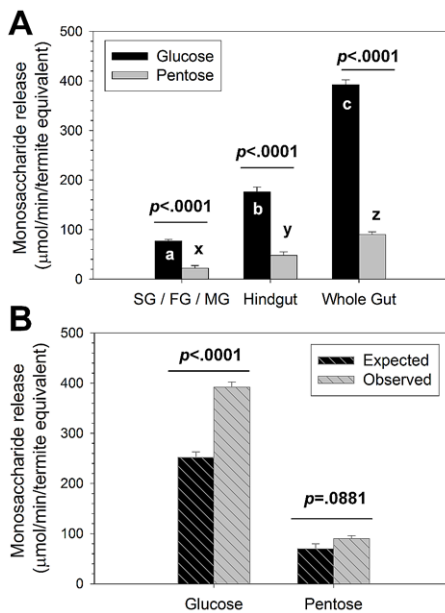 A
500
400
300
200
100
0
Monosaccharide release
(μmol/min/termite equivalent)
Glucose
Pentose
p<.0001
p<.0001
p<.0001
a
x
b
y
c
z
SG / FG / MG
Hindgut
Whole Gut
B
500
400
300
200
100
0
Monosaccharide release
(μmol/min/termite equivalent)
Expected
Observed
p<.0001
p=.0881
Glucose
Pentose